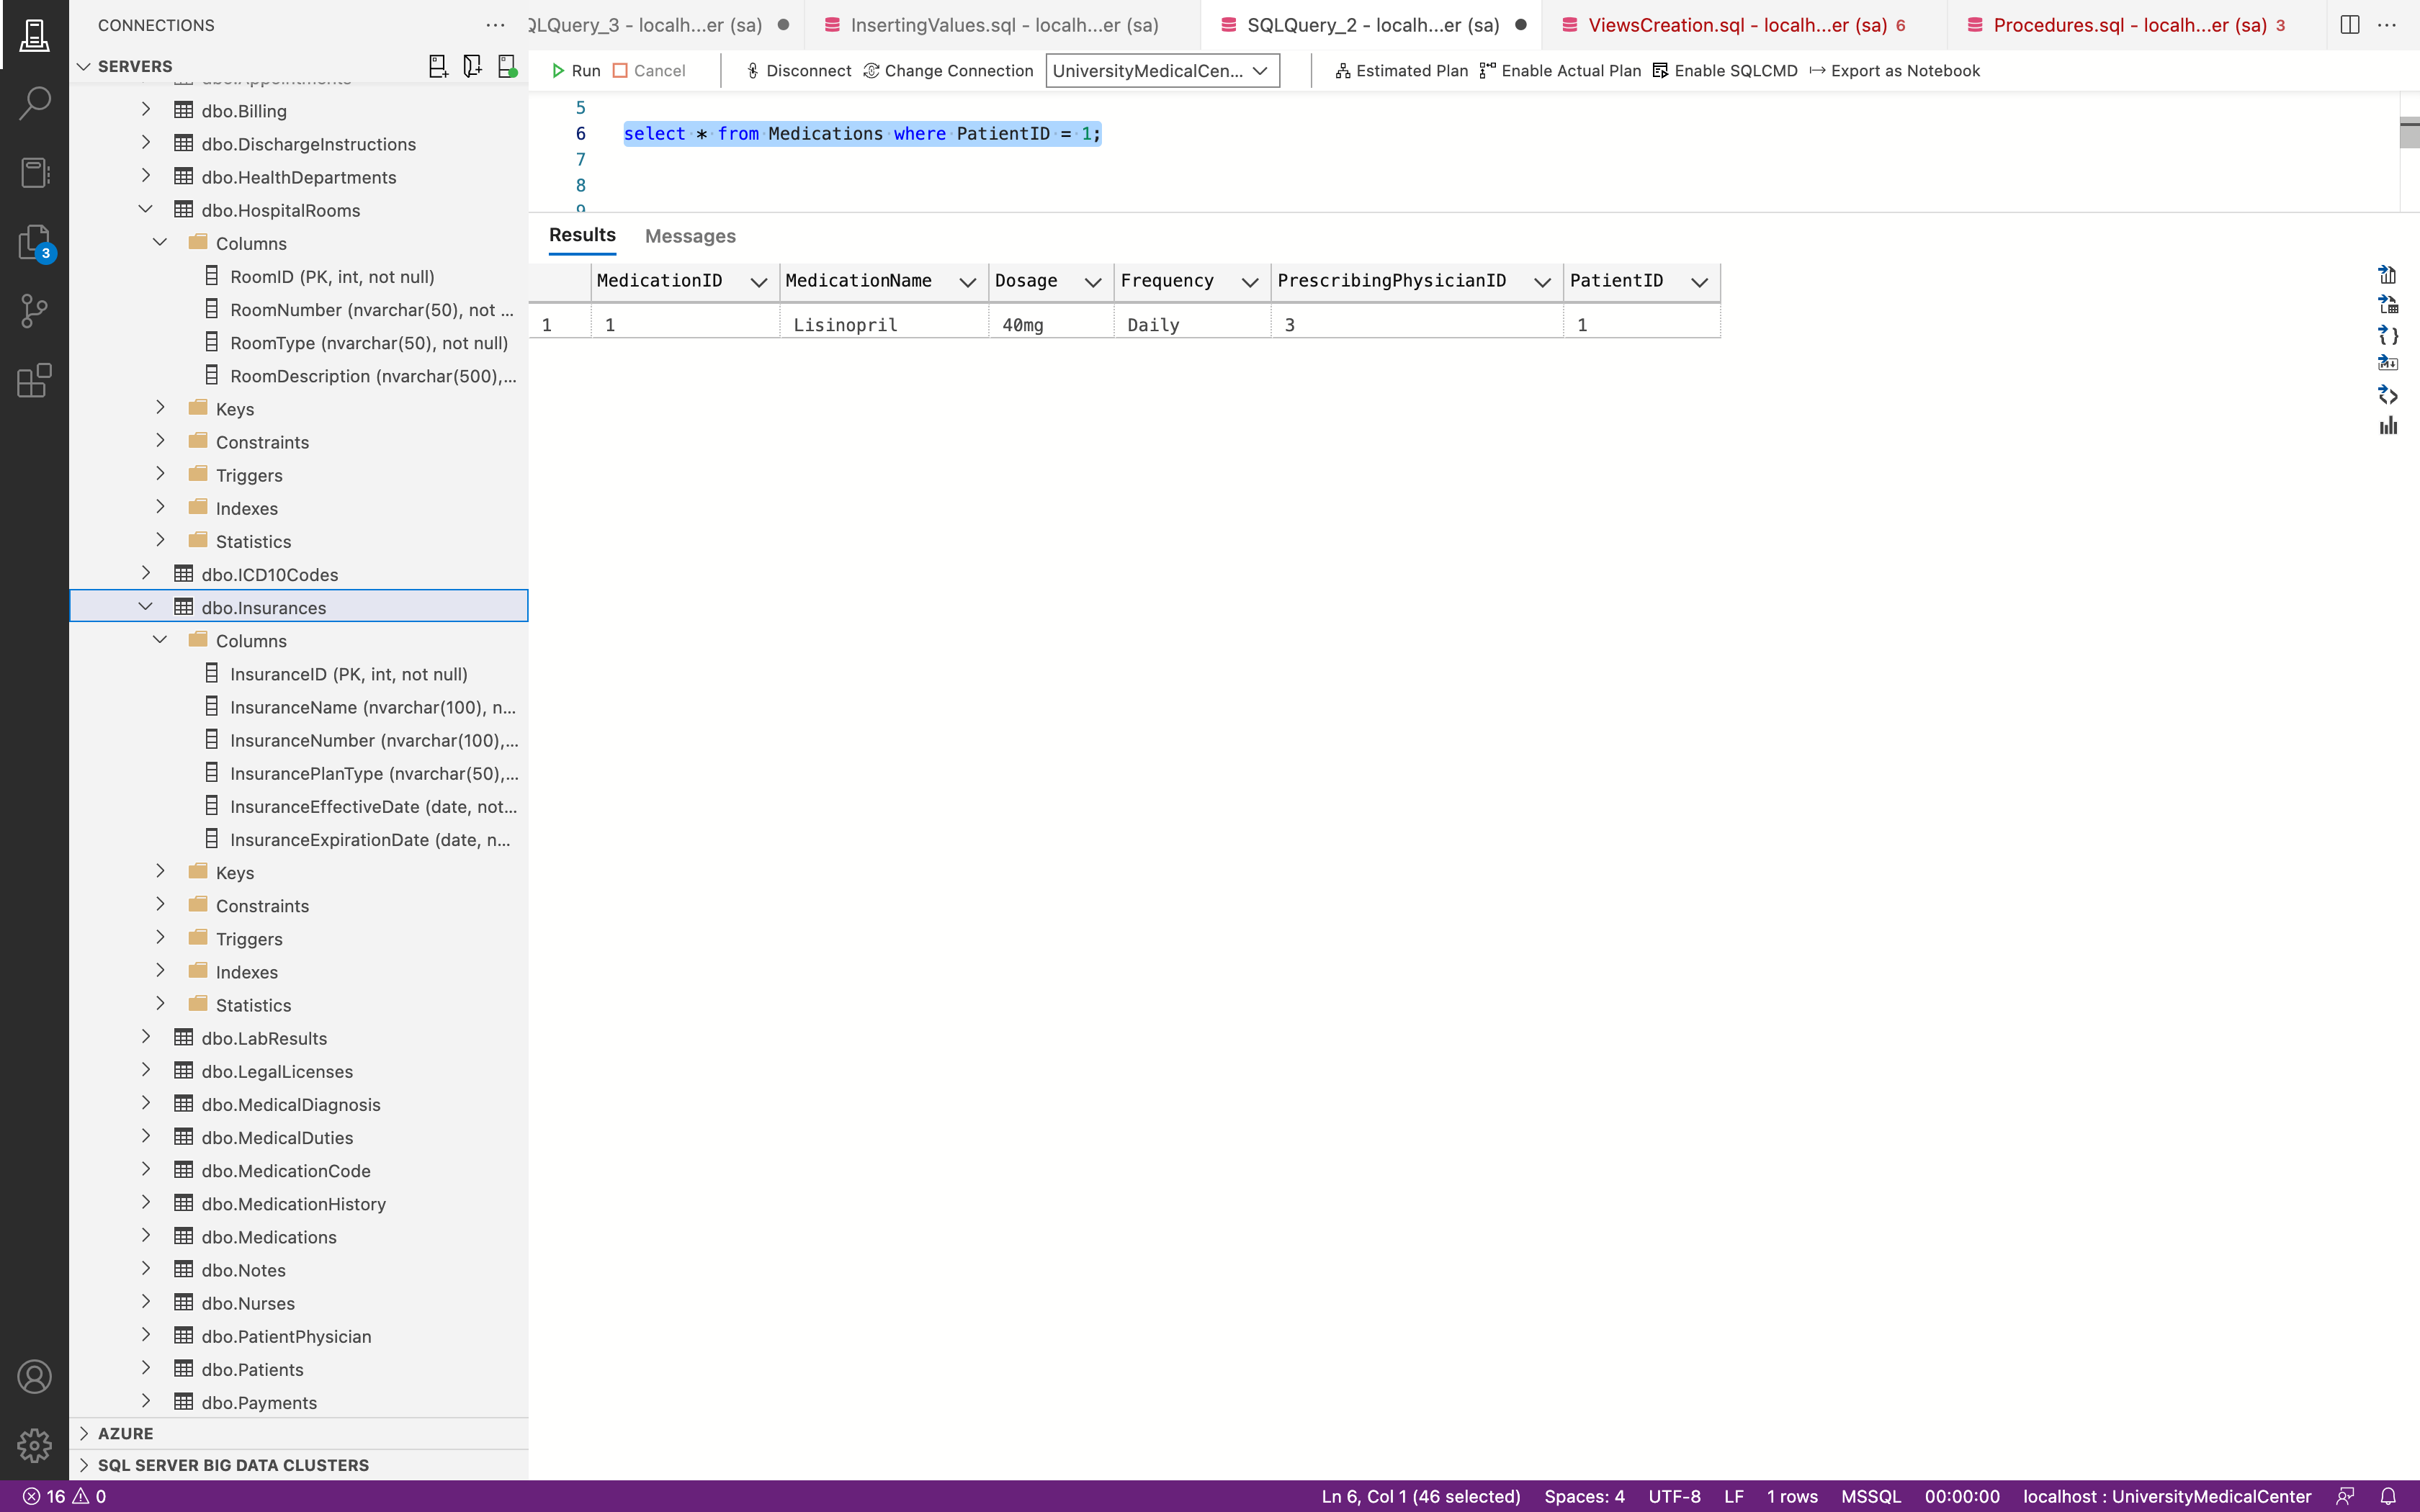 CONNECTIONS
QLQuery_3 - localh...er (sa)
InsertingValues.sql - localh...er (sa)
SQLQuery_2 - localh...er (sa)
ViewsCreation.sql - localh...er (sa) 6
Procedures.sql - localh...er (sa) 3
SERVERS
Run
Cancel
Disconnect
Change Connection
UniversityMedicalCen...
Estimated Plan
Enable Actual Plan
Enable SQLCMD
Export as Notebook
3
dbo.Appointments
dbo.Billing
dbo.DischargeInstructions
dbo.HealthDepartments
dbo.HospitalRooms
Columns
RoomID (PK, int, not null)
RoomNumber (nvarchar(50), not ...
RoomType (nvarchar(50), not null)
RoomDescription (nvarchar(500),...
Keys
Constraints
Triggers
Indexes
Statistics
dbo.ICD10Codes
dbo.Insurances
Columns
InsuranceID (PK, int, not null)
InsuranceName (nvarchar(100), n...
InsuranceNumber (nvarchar(100),...
InsurancePlanType (nvarchar(50),...
InsuranceEffectiveDate (date, not...
InsuranceExpirationDate (date, n...
Keys
Constraints
Triggers
Indexes
Statistics
dbo.LabResults
dbo.LegalLicenses
dbo.MedicalDiagnosis
dbo.MedicalDuties
dbo.MedicationCode
dbo.MedicationHistory
dbo.Medications
dbo.Notes
dbo.Nurses
dbo.PatientPhysician
dbo.Patients
dbo.Payments
AZURE
SQL SERVER BIG DATA CLUSTERS
5
6 select * from Medications where PatientID = 1;
7
8
9
Results Messages
MedicationID MedicationName Dosage Frequency PrescribingPhysicianID PatientID
1 1 Lisinopril 40mg Daily 3 1
16 0
Ln 6, Col 1 (46 selected) Spaces: 4 UTF-8 LF 1 rows MSSQL 00:00:00 localhost : UniversityMedicalCenter